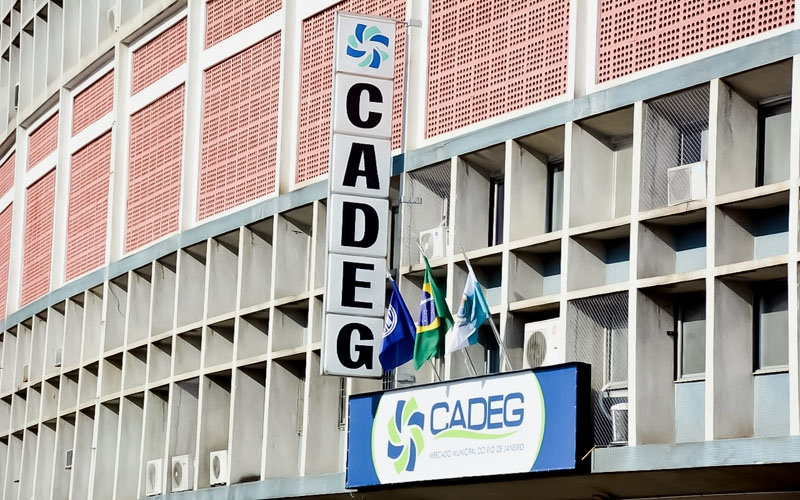 CADEG
CADEG
MERCADO MUNICIPAL DO RIO DE JANEIRO